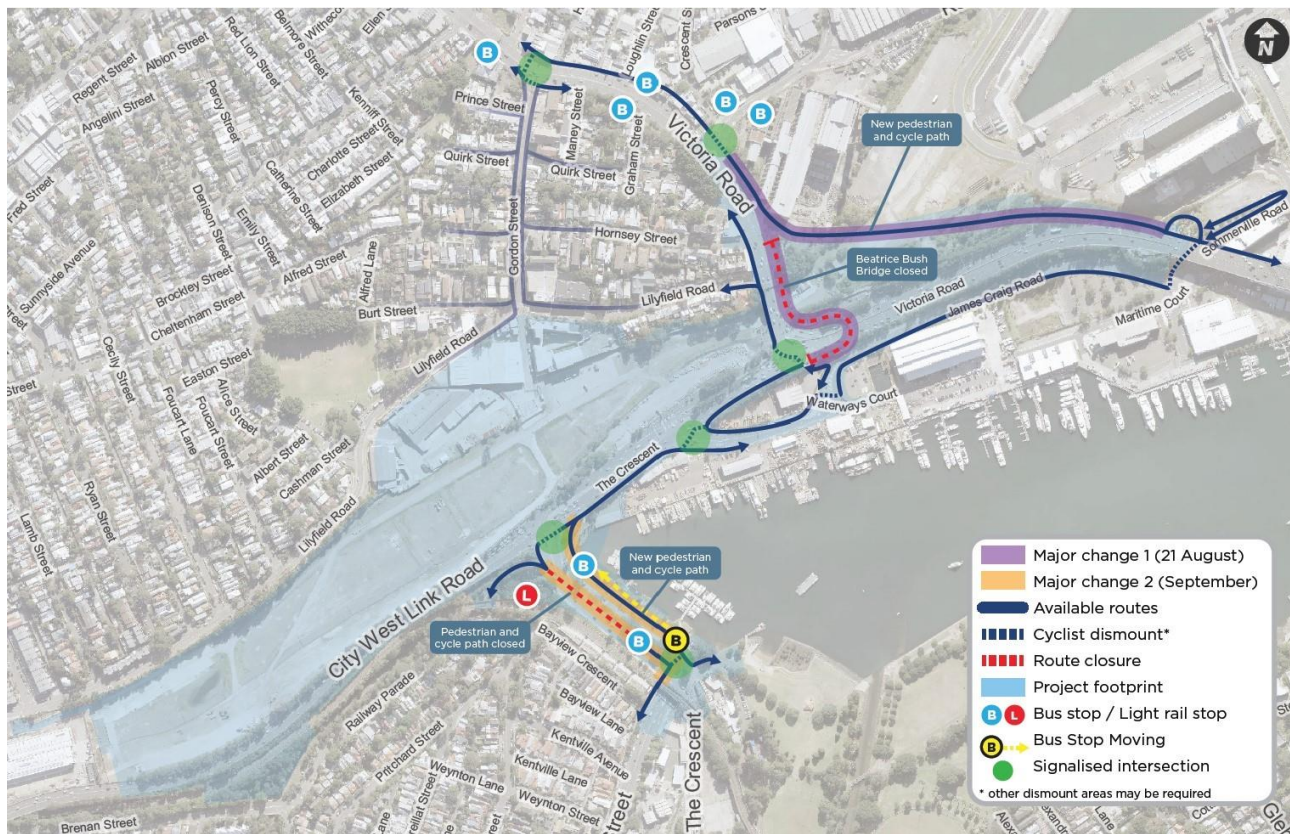 N
Regent Street
Albion Street
Angelini Street
Red Lion Street
Belmore Street
Ellen Street
Percy Street
Kenniff Street
Charlotte Street
Elizabeth Street
Catherine Street
Denison Street
Emily Street
Alfred Street
Sunnyside Avenue
Brockley Street
Cheltenham Street
Cecily Street
Easton Street
Alice Street
Foucart Street
Foucart Lane
Albert Street
Cashman Street
Ryan Street
Lamb Street
Lilyfield Road
Alfred Lane
Burt Street
Lilyfield Road
Prince Street
Quirk Street
Gordon Street
Maney Street
Quirk Street
Graham Street
Hornsey Street
Lilyfield Road
Loughlin Street
Crescent St
Parsons St
B
B
B
B
B
Victoria Road
New pedestrian
and cycle path
Beatrice Bush
Bridge closed
Victoria Road
James Craig Road
Sommerville Road
Maritime Court
Waterways Court
The Crescent
City West Link Road
New pedestrian
and cycle path
B
L
B
B
Pedestrian and
cycle path closed
Bayview Crescent
Bayview Lane
Railway Parade
Pritchard Street
Kentville Avenue
Kentville Lane
Weynton Lane
Weynton Street
The Crescent
Street
Brenan Street
Major change 1 (21 August)
Major change 2 (September)
Available routes
Cyclist dismount*
Route closure
Project footprint
B L Bus stop / Light rail stop
B Bus Stop Moving
Signalised intersection
* other dismount areas may be required